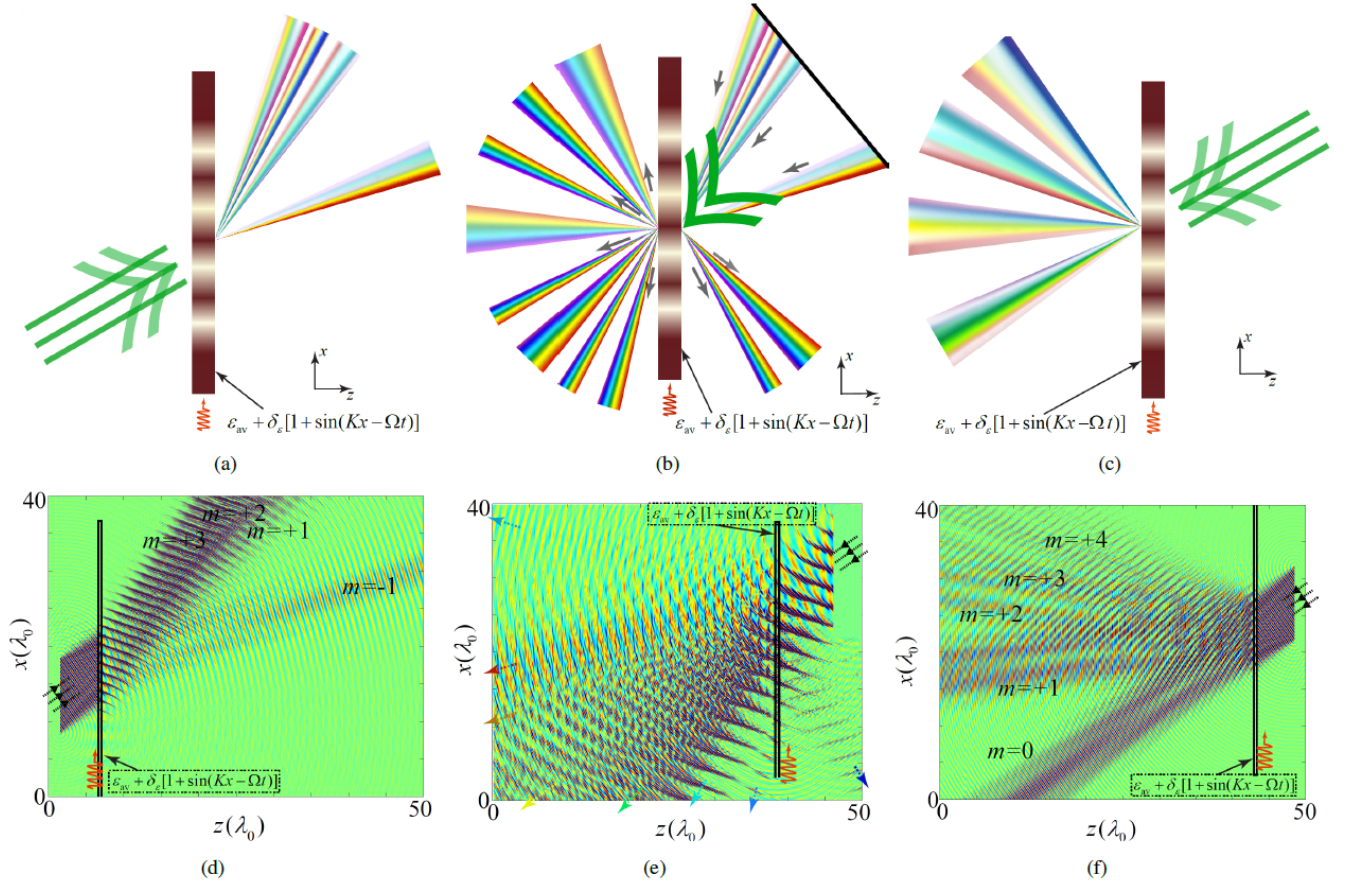 x
z
ε_av + δ_ε[1+sin(Kx−Ωt)]
(a)
x
z
ε_av + δ_ε[1+sin(Kx−Ωt)]
(b)
x
z
ε_av + δ_ε[1+sin(Kx−Ωt)]
(c)
40
m=+2
m=+1
m=+3
m=-1
x(λ_0)
ε_av + δ_ε[1+sin(Kx−Ωt)]
0
0
z(λ_0)
50
(d)
40
ε_av + δ_ε[1+sin(Kx−Ωt)]
x(λ_0)
0
0
z(λ_0)
50
(e)
40
m=+4
m=+3
m=+2
x(λ_0)
m=+1
m=0
ε_av + δ_ε[1+sin(Kx−Ωt)]
0
0
z(λ_0)
50
(f)